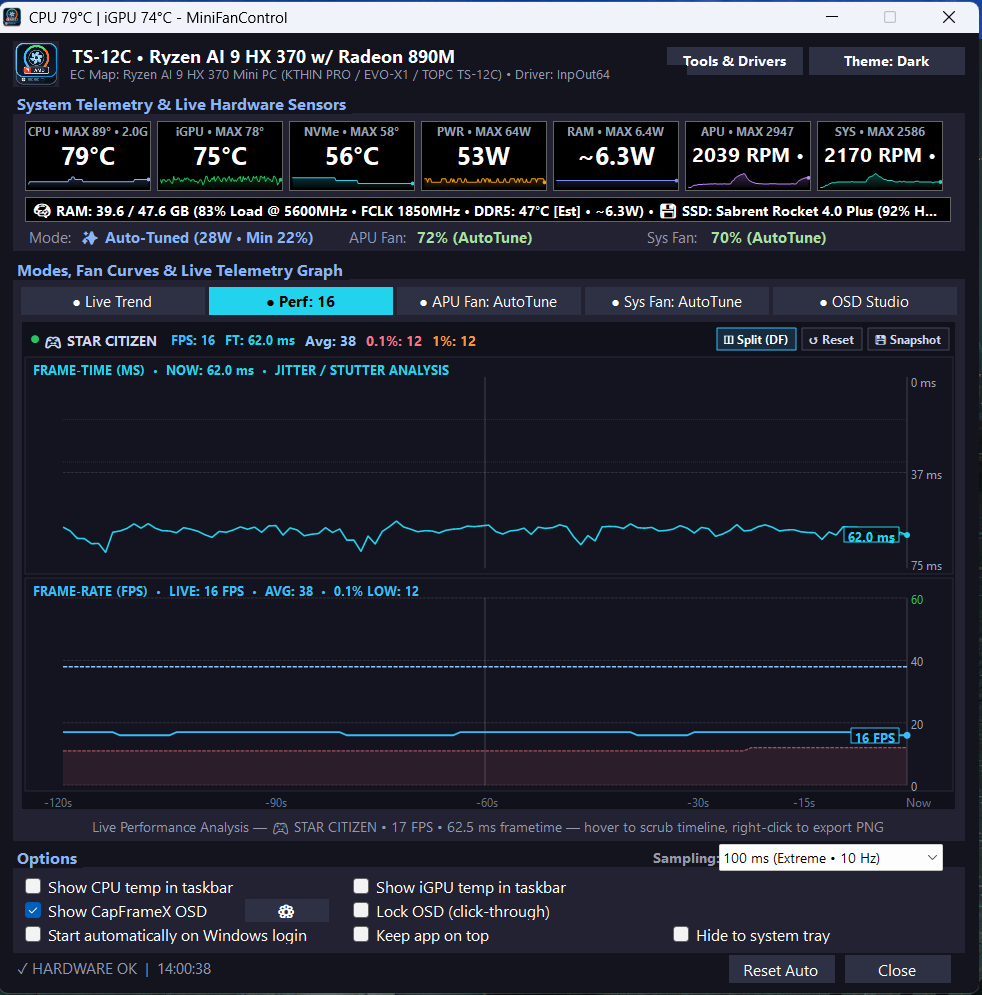 CPU 79°C | iGPU 74°C - MiniFanControl
TS-12C • Ryzen AI 9 HX 370 w/ Radeon 890M
EC Map: Ryzen AI 9 HX 370 Mini PC (KTHIN PRO / EVO-X1 / TOPC TS-12C) • Driver: InpOut64
Tools & Drivers
Theme: Dark
System Telemetry & Live Hardware Sensors
CPU • MAX 89° • 2.0G
79°C
iGPU • MAX 78°
75°C
NVMe • MAX 58°
56°C
PWR • MAX 64W
53W
RAM • MAX 6.4W
~6.3W
APU • MAX 2947
2039 RPM •
SYS • MAX 2586
2170 RPM •
RAM: 39.6 / 47.6 GB (83% Load @ 5600MHz • FCLK 1850MHz • DDR5: 47°C [Est] • ~6.3W) • SSD: Sabrent Rocket 4.0 Plus (92% H...
Mode: Auto-Tuned (28W • Min 22%) APU Fan: 72% (AutoTune) Sys Fan: 70% (AutoTune)
Modes, Fan Curves & Live Telemetry Graph
● Live Trend
● Perf: 16
● APU Fan: AutoTune
● Sys Fan: AutoTune
● OSD Studio
STAR CITIZEN FPS: 16 FT: 62.0 ms Avg: 38 0.1%: 12 1%: 12
Split (DF)
↺ Reset
Snapshot
FRAME-TIME (MS) • NOW: 62.0 ms • JITTER / STUTTER ANALYSIS
0 ms
37 ms
62.0 ms
75 ms
FRAME-RATE (FPS) • LIVE: 16 FPS • AVG: 38 • 0.1% LOW: 12
60
40
20
16 FPS
0
-120s -90s -60s -30s -15s Now
Live Performance Analysis — STAR CITIZEN • 17 FPS • 62.5 ms frametime — hover to scrub timeline, right-click to export PNG
Options
Sampling: 100 ms (Extreme • 10 Hz)
Show CPU temp in taskbar
Show iGPU temp in taskbar
Show CapFrameX OSD
Lock OSD (click-through)
Start automatically on Windows login
Keep app on top
Hide to system tray
✓ HARDWARE OK | 14:00:38
Reset Auto
Close